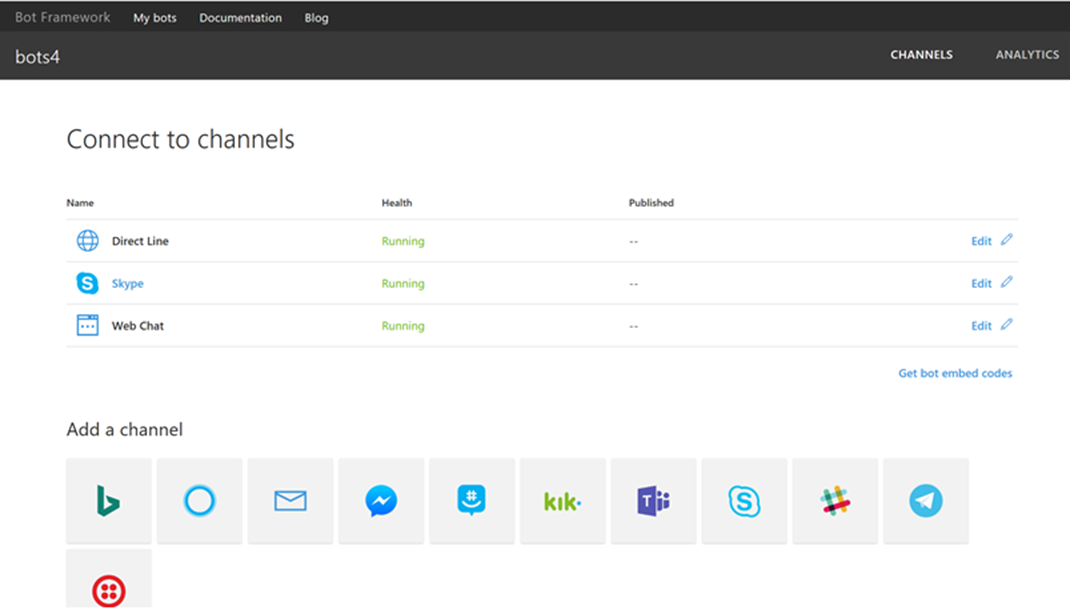 Bot Framework My bots Documentation Blog
bots4 CHANNELS ANALYTICS
Connect to channels
Name Health Published
Direct Line Running -- Edit
Skype Running -- Edit
Web Chat Running -- Edit
Get bot embed codes
Add a channel
kik.